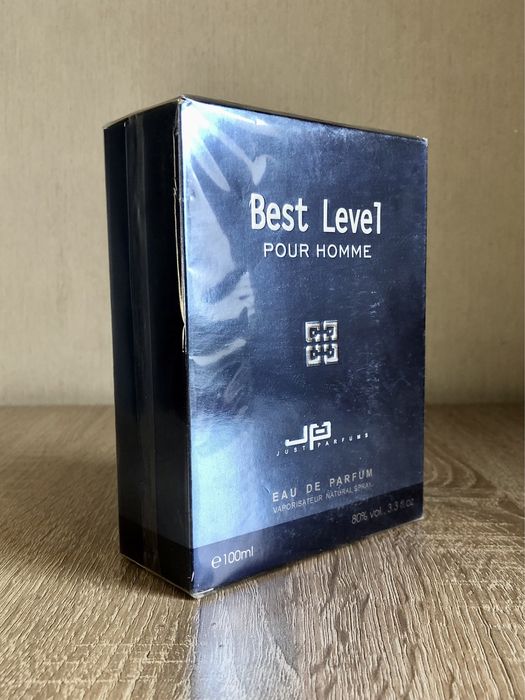 Best Level
POUR HOMME
JP
JUST PARFUMS
EAU DE PARFUM
VAPORISATEUR NATURAL SPRAY
80% vol. 3.3 fl.oz
℮100ml